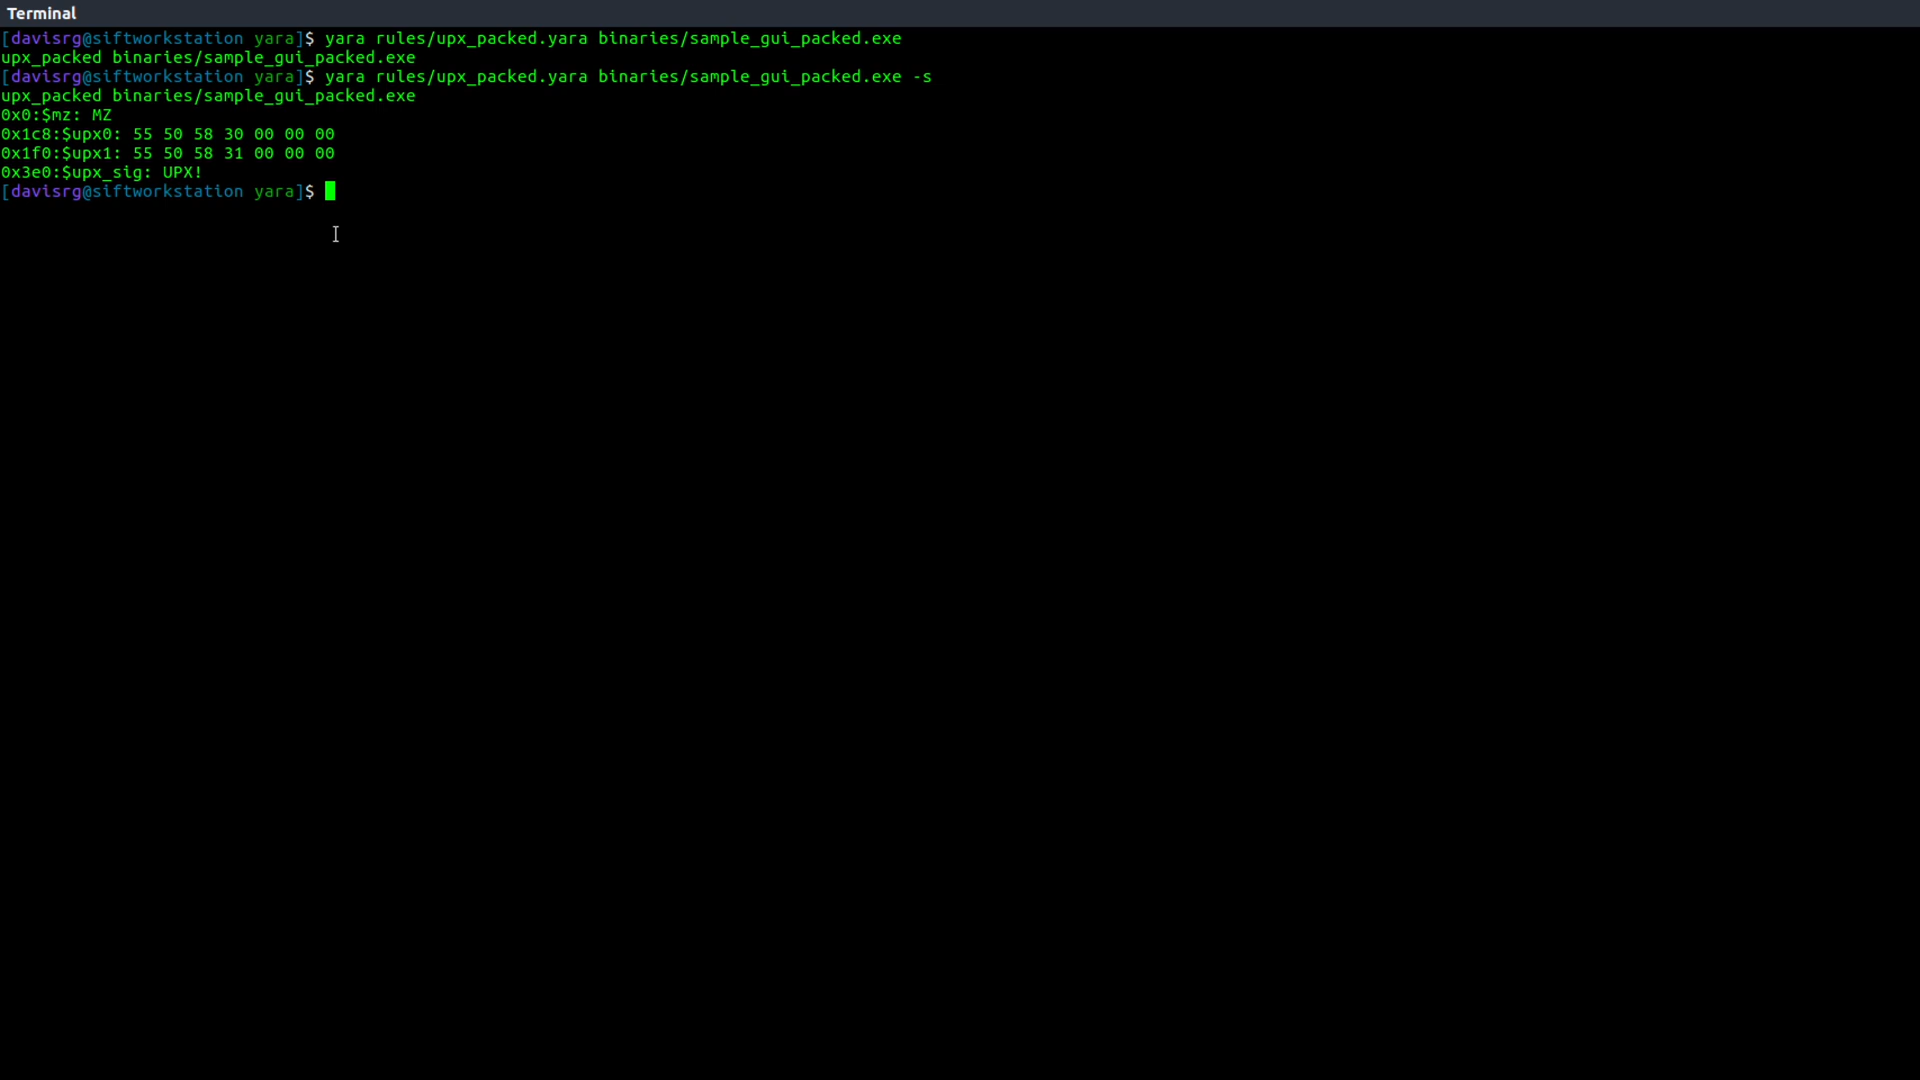 Terminal
[davisrg@siftworkstation yara]$ yara rules/upx_packed.yara binaries/sample_gui_packed.exe
upx_packed binaries/sample_gui_packed.exe
[davisrg@siftworkstation yara]$ yara rules/upx_packed.yara binaries/sample_gui_packed.exe -s
upx_packed binaries/sample_gui_packed.exe
0x0:$mz: MZ
0x1c8:$upx0: 55 50 58 30 00 00 00
0x1f0:$upx1: 55 50 58 31 00 00 00
0x3e0:$upx_sig: UPX!
[davisrg@siftworkstation yara]$